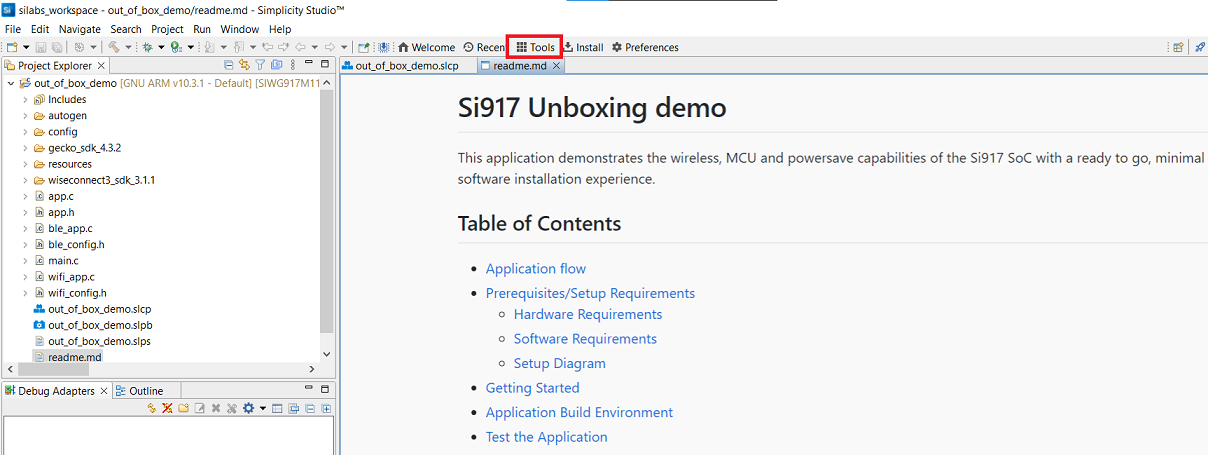 Si silabs_workspace - out_of_box_demo/readme.md - Simplicity Studio™
File Edit Navigate Search Project Run Window Help
Welcome Recent Tools Install Preferences
Project Explorer
out_of_box_demo [GNU ARM v10.3.1 - Default] [SIWG917M11
Includes
autogen
config
gecko_sdk_4.3.2
resources
wiseconnect3_sdk_3.1.1
app.c
app.h
ble_app.c
ble_config.h
main.c
wifi_app.c
wifi_config.h
out_of_box_demo.slcp
out_of_box_demo.slpb
out_of_box_demo.slps
readme.md
Debug Adapters Outline
out_of_box_demo.slcp readme.md
Si917 Unboxing demo
This application demonstrates the wireless, MCU and powersave capabilities of the Si917 SoC with a ready to go, minimal
software installation experience.
Table of Contents
Application flow
Prerequisites/Setup Requirements
Hardware Requirements
Software Requirements
Setup Diagram
Getting Started
Application Build Environment
Test the Application